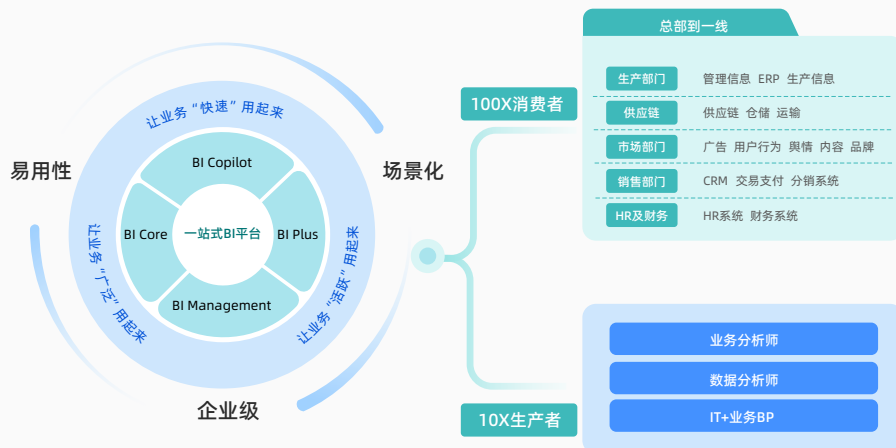 易用性
场景化
企业级
让业务“快速”用起来
让业务“广泛”用起来
让业务“活跃”用起来
BI Copilot
BI Core
一站式BI平台
BI Plus
BI Management
100X消费者
10X生产者
总部到一线
生产部门 管理信息 ERP 生产信息
供应链 供应链 仓储 运输
市场部门 广告 用户行为 舆情 内容 品牌
销售部门 CRM 交易支付 分销系统
HR及财务 HR系统 财务系统
业务分析师
数据分析师
IT+业务BP